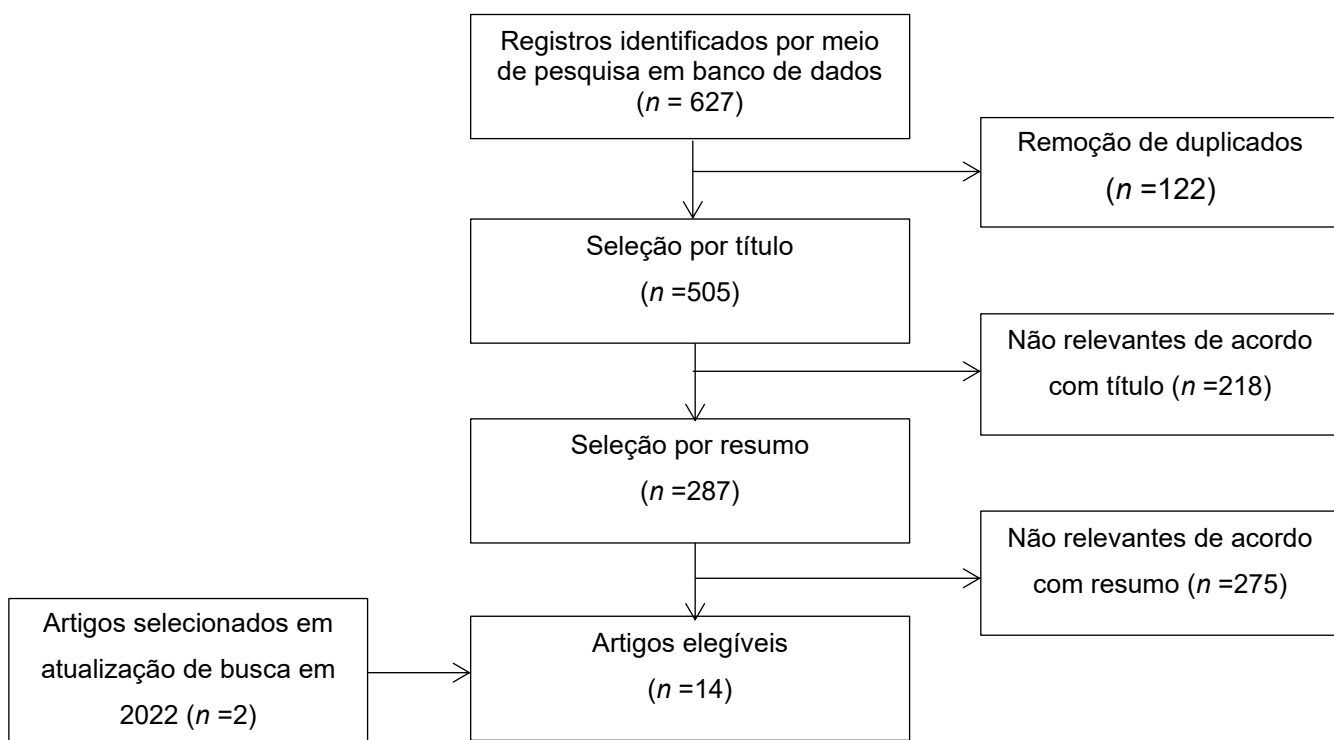 Registros identificados por meio
de pesquisa em banco de dados
(n = 627)
Remoção de duplicados
(n =122)
Seleção por título
(n =505)
Não relevantes de acordo
com título (n =218)
Seleção por resumo
(n =287)
Não relevantes de acordo
com resumo (n =275)
Artigos selecionados em
atualização de busca em
2022 (n =2)
Artigos elegíveis
(n =14)